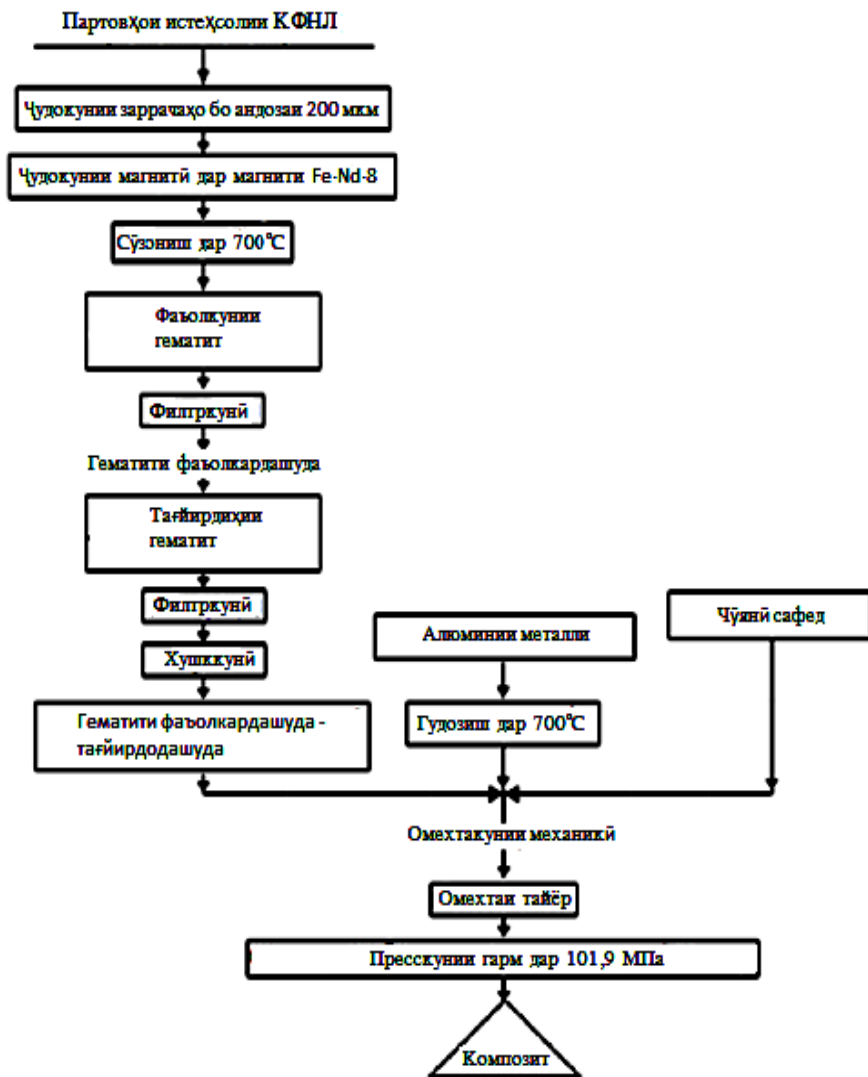 Партовҳои истеҳсолии КФНЛ
Ҷудокунии заррачаҳо бо андозаи 200 мкм
Ҷудокунии магнитӣ дар магнити Fe-Nd-8
Сӯзониш дар 700℃
Фаъолкунии
гематит
Филтркунӣ
Гематити фаъолкардашуда
Тағйирдиҳии
гематит
Филтркунӣ
Хушккунӣ
Гематити фаъолкардашуда -
тағйирдодашуда
Алюминии металли
Гудозиш дар 700℃
Чӯянӣ сафед
Омехтакунии механикӣ
Омехтаи тайёр
Пресскунии гарм дар 101,9 МПа
Композит